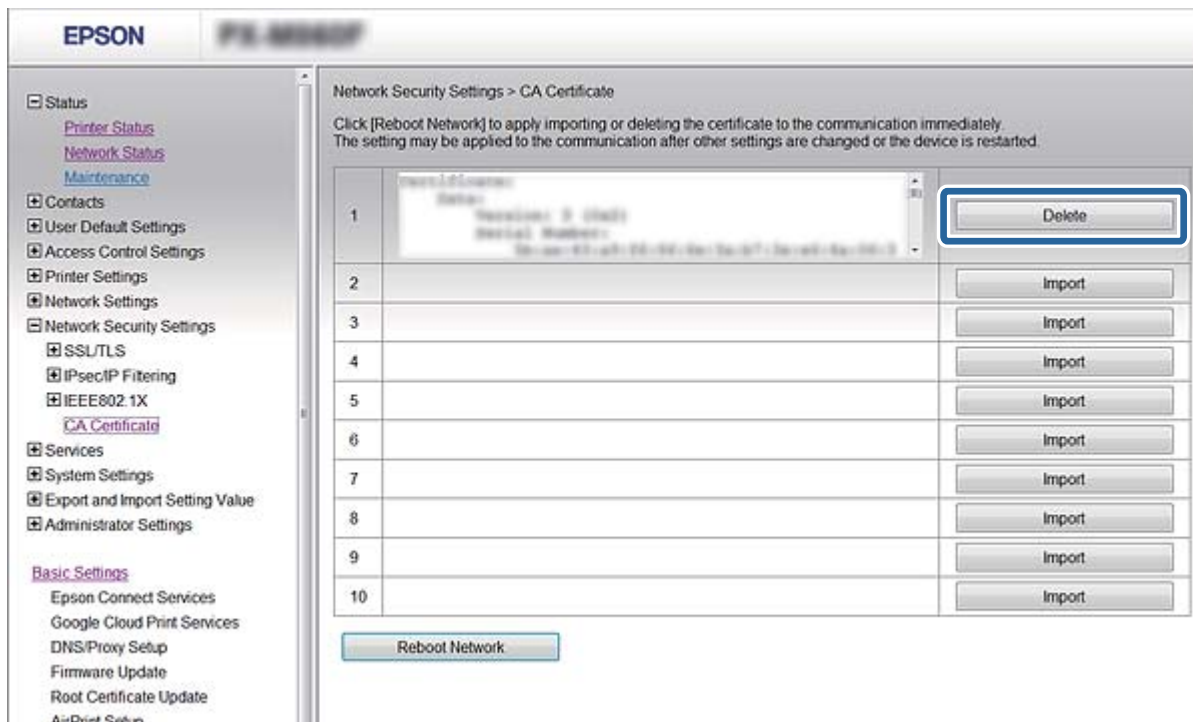 EPSON
Status
Printer Status
Network Status
Maintenance
Contacts
User Default Settings
Access Control Settings
Printer Settings
Network Settings
Network Security Settings
SSL/TLS
IPsec/IP Filtering
IEEE802.1X
CA Certificate
Services
System Settings
Export and Import Setting Value
Administrator Settings
Basic Settings
Epson Connect Services
Google Cloud Print Services
DNS/Proxy Setup
Firmware Update
Root Certificate Update
AirPrint Setup
Network Security Settings > CA Certificate
Click [Reboot Network] to apply importing or deleting the certificate to the communication immediately.
The setting may be applied to the communication after other settings are changed or the device is restarted.
1 Delete
2 Import
3 Import
4 Import
5 Import
6 Import
7 Import
8 Import
9 Import
10 Import
Reboot Network